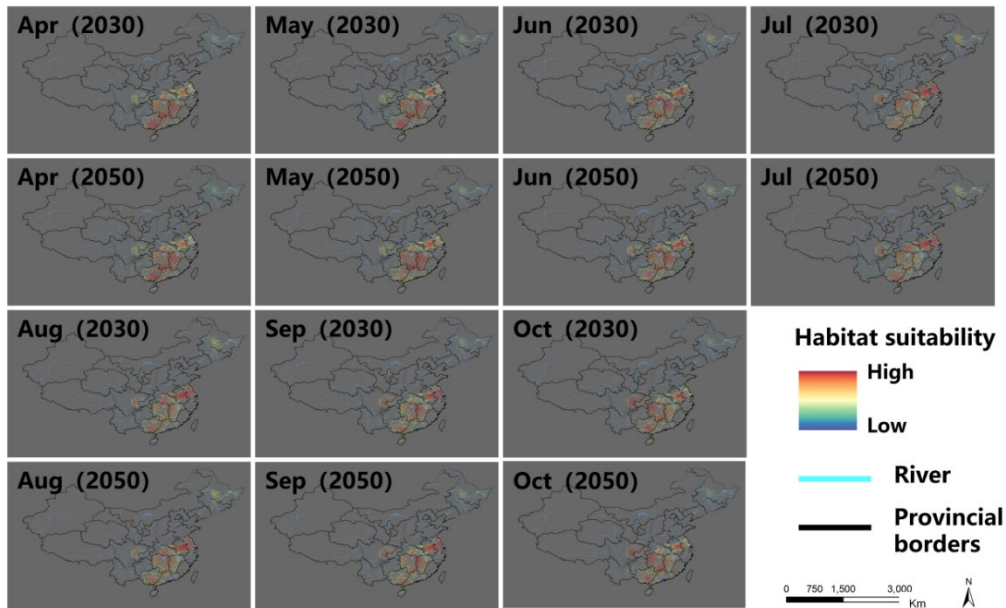 Apr (2030)
May (2030)
Jun (2030)
Jul (2030)
Apr (2050)
May (2050)
Jun (2050)
Jul (2050)
Aug (2030)
Sep (2030)
Oct (2030)
Aug (2050)
Sep (2050)
Oct (2050)
Habitat suitability
High
Low
River
Provincial
borders
0 750 1,500 3,000
Km
N